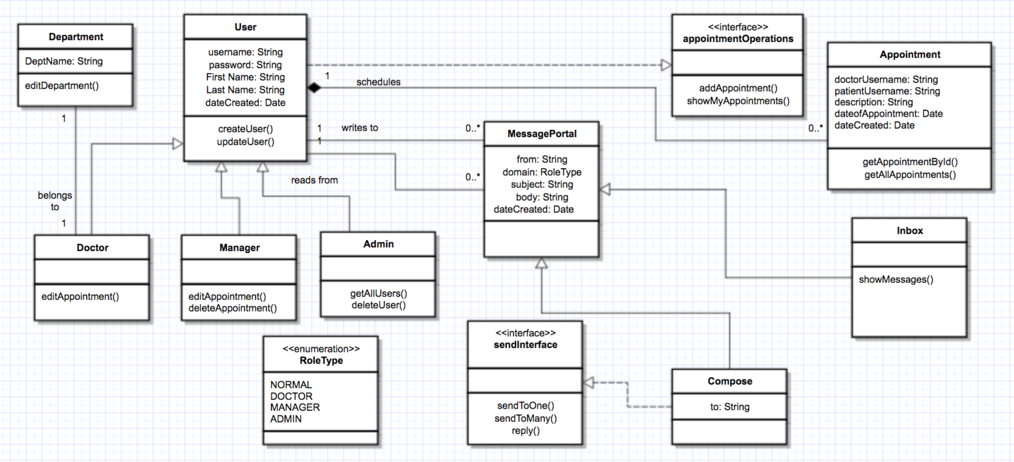 Department
DeptName: String
editDepartment()
User
username: String
password: String
First Name: String
Last Name: String
dateCreated: Date
createUser()
updateUser()
<<interface>>
appointmentOperations
addAppointment()
showMyAppointments()
Appointment
doctorUsername: String
patientUsername: String
description: String
dateofAppointment: Date
dateCreated: Date
getAppointmentById()
getAllAppointments()
1
schedules
0..*
1
writes to
0..*
1
reads from
0..*
MessagePortal
from: String
domain: RoleType
subject: String
body: String
dateCreated: Date
1
belongs
to
1
Doctor
editAppointment()
Manager
editAppointment()
deleteAppointment()
Admin
getAllUsers()
deleteUser()
Inbox
showMessages()
<<enumeration>>
RoleType
NORMAL
DOCTOR
MANAGER
ADMIN
<<interface>>
sendInterface
sendToOne()
sendToMany()
reply()
Compose
to: String